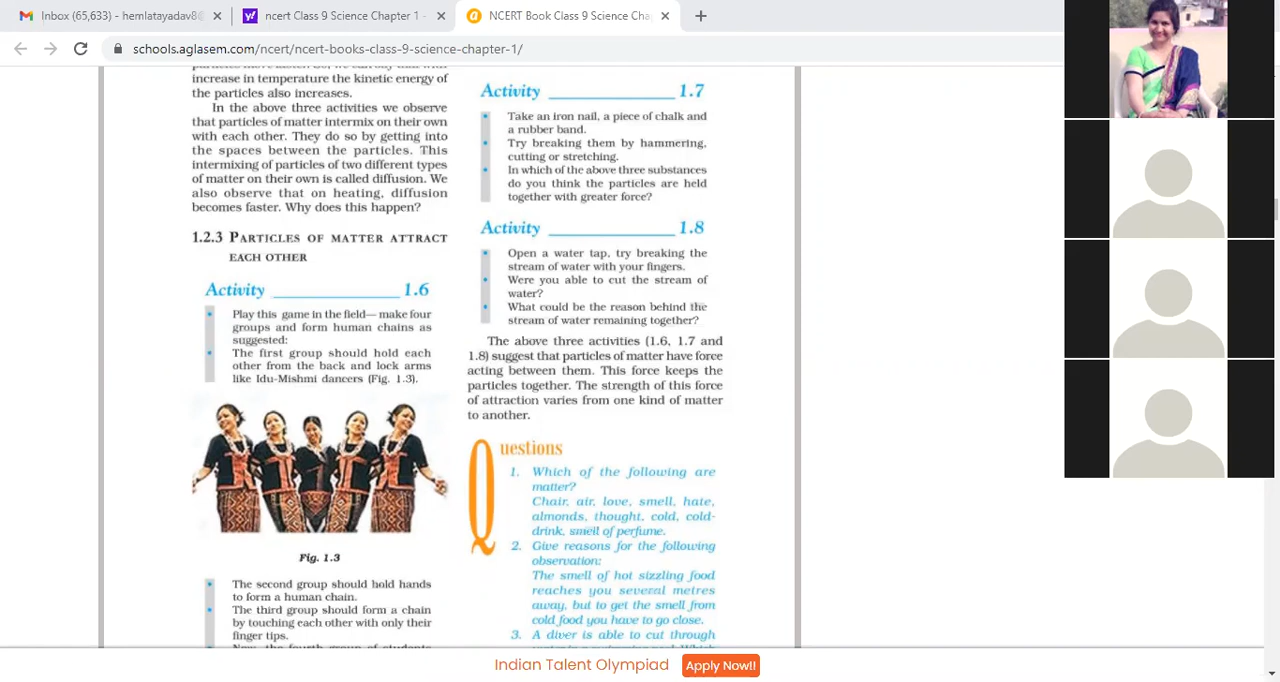 Inbox (65,633) - hemlatayadav8
ncert Class 9 Science Chapter 1 -
NCERT Book Class 9 Science Cha
schools.aglasem.com/ncert/ncert-books-class-9-science-chapter-1/
increase in temperature the kinetic energy of
the particles also increases.
In the above three activities we observe
that particles of matter intermix on their own
with each other. They do so by getting into
the spaces between the particles. This
intermixing of particles of two different types
of matter on their own is called diffusion. We
also observe that on heating, diffusion
becomes faster. Why does this happen?
1.2.3 PARTICLES OF MATTER ATTRACT
EACH OTHER
Activity ______________ 1.6
• Play this game in the field— make four
groups and form human chains as
suggested:
• The first group should hold each
other from the back and lock arms
like Idu-Mishmi dancers (Fig. 1.3).
Fig. 1.3
• The second group should hold hands
to form a human chain.
• The third group should form a chain
by touching each other with only their
finger tips.
• Now, the fourth group of students
Activity ______________ 1.7
• Take an iron nail, a piece of chalk and
a rubber band.
• Try breaking them by hammering,
cutting or stretching.
• In which of the above three substances
do you think the particles are held
together with greater force?
Activity ______________ 1.8
• Open a water tap, try breaking the
stream of water with your fingers.
• Were you able to cut the stream of
water?
• What could be the reason behind the
stream of water remaining together?
The above three activities (1.6, 1.7 and
1.8) suggest that particles of matter have force
acting between them. This force keeps the
particles together. The strength of this force
of attraction varies from one kind of matter
to another.
Questions
1. Which of the following are
matter?
Chair, air, love, smell, hate,
almonds, thought, cold, cold-
drink, smell of perfume.
2. Give reasons for the following
observation:
The smell of hot sizzling food
reaches you several metres
away, but to get the smell from
cold food you have to go close.
3. A diver is able to cut through
Indian Talent Olympiad Apply Now!!